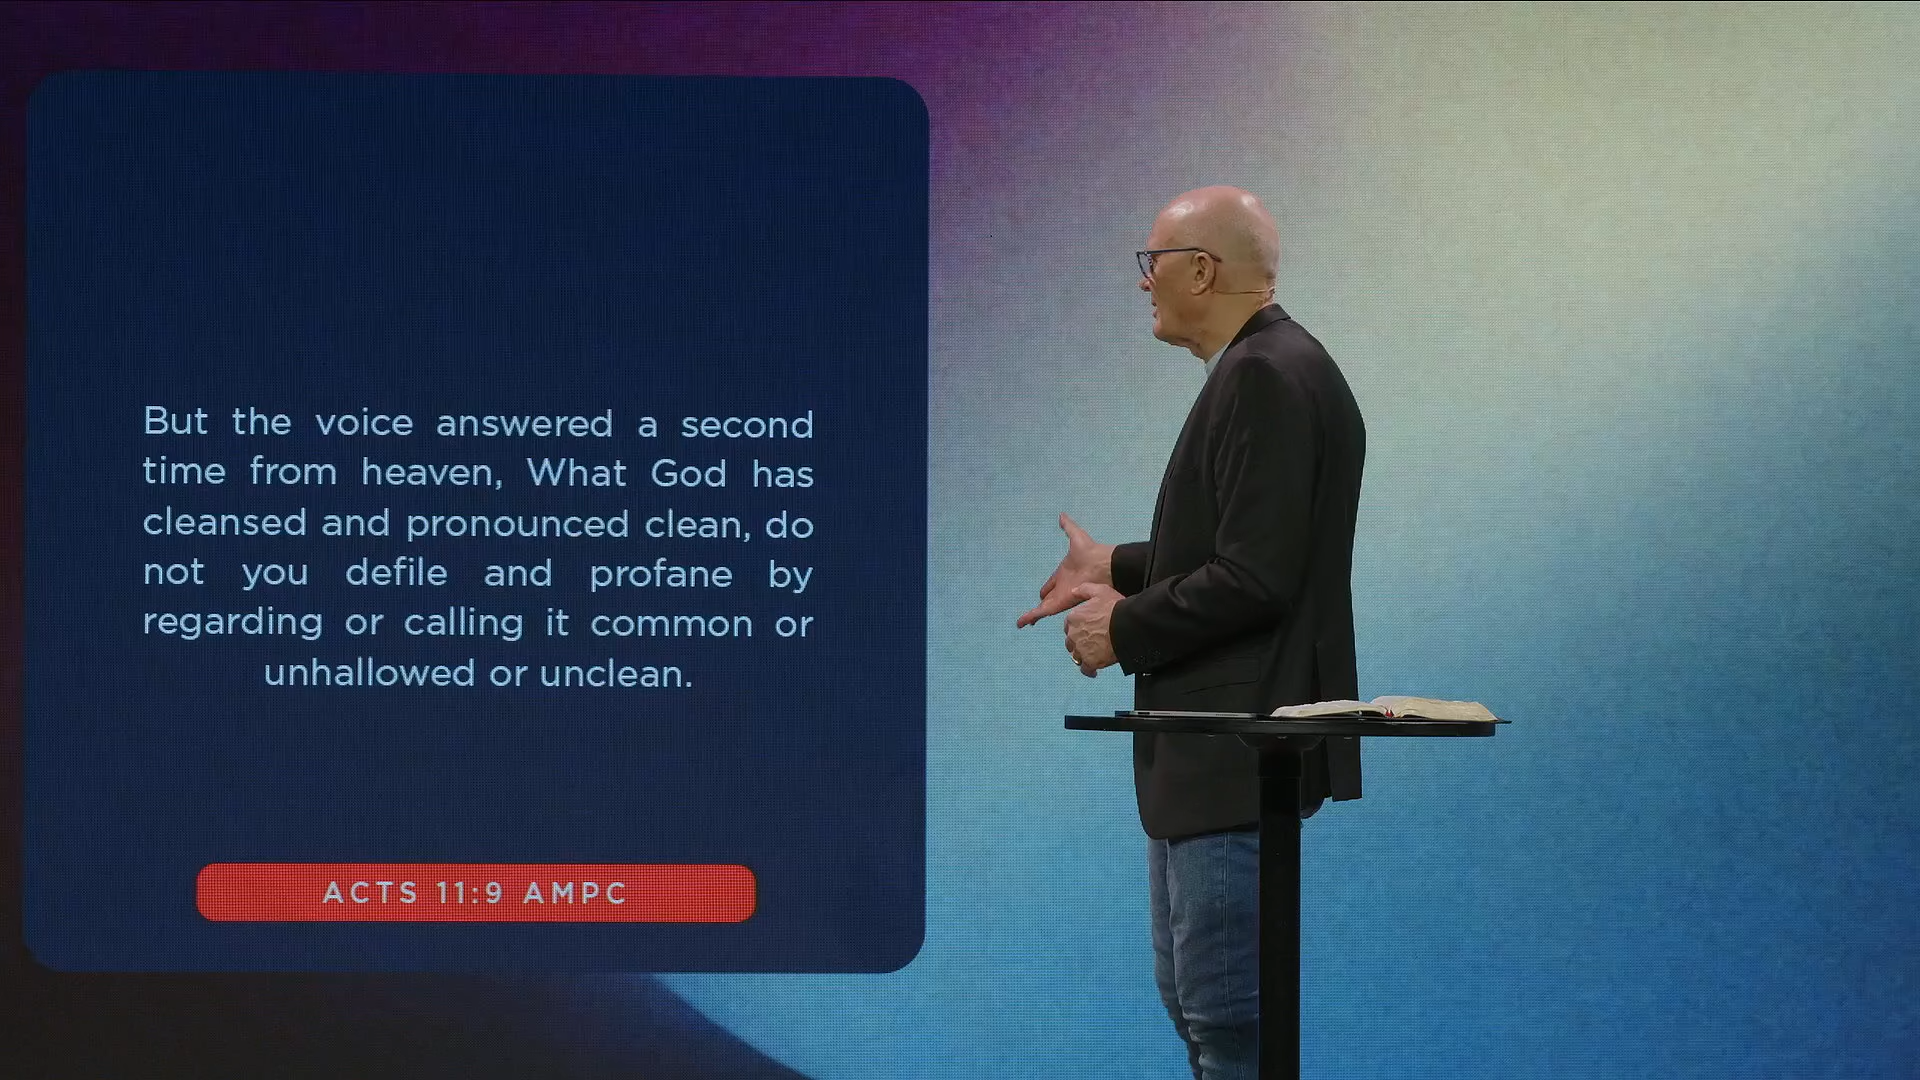 But the voice answered a second
time from heaven, What God has
cleansed and pronounced clean, do
not you defile and profane by
regarding or calling it common or
unhallowed or unclean.
ACTS 11:9 AMPC